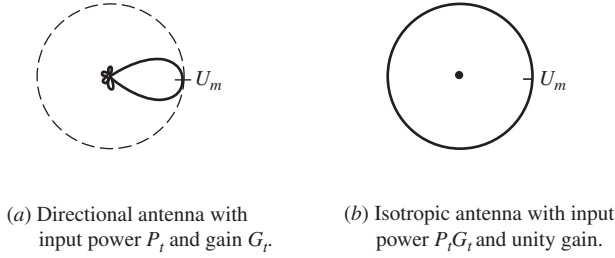 U_m
U_m
(a) Directional antenna with
input power P_t and gain G_t.
(b) Isotropic antenna with input
power P_tG_t and unity gain.